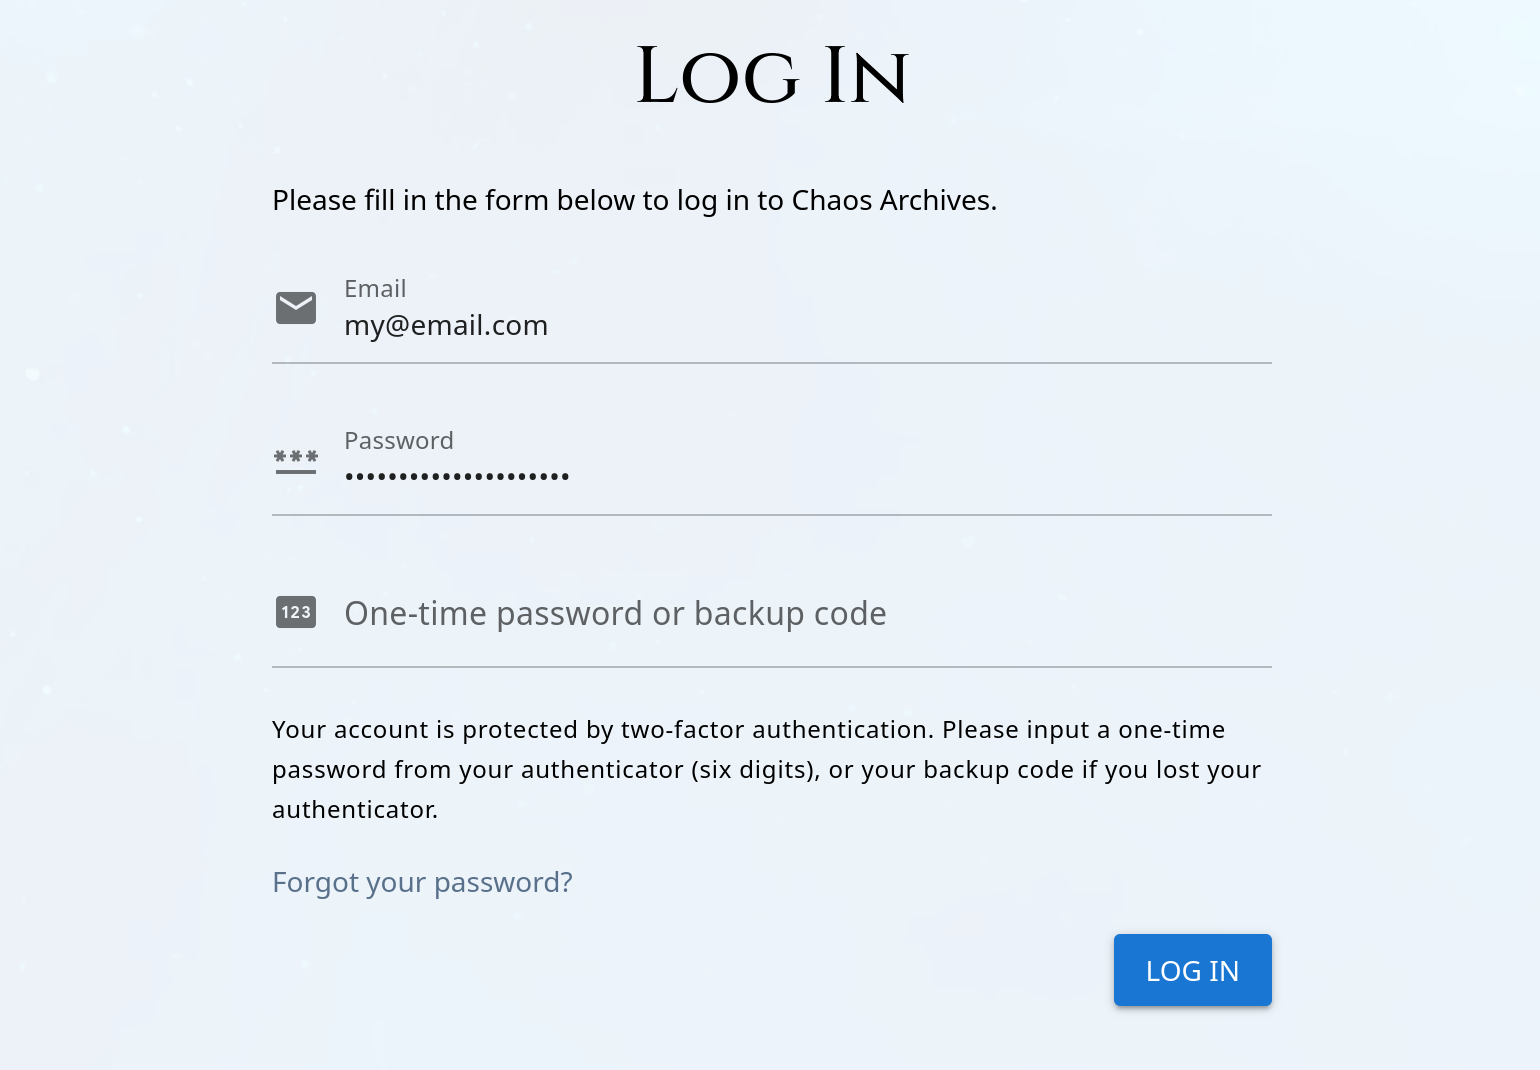 Log In
Please fill in the form below to log in to Chaos Archives.
Email
my@email.com
***
Password
•••••••••••••••••••••
123
One-time password or backup code
Your account is protected by two-factor authentication. Please input a one-time
password from your authenticator (six digits), or your backup code if you lost your
authenticator.
Forgot your password?
LOG IN